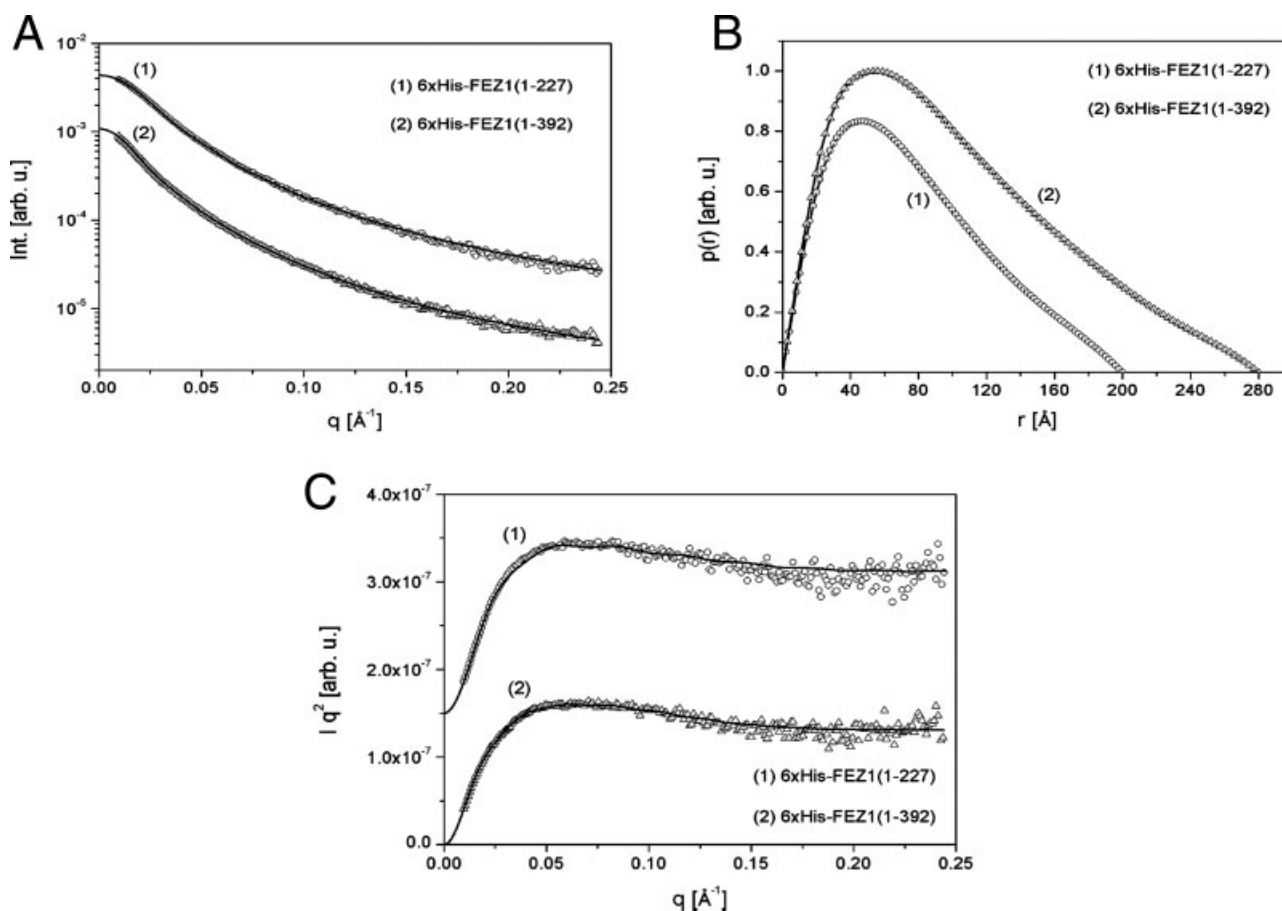 A
10⁻²
10⁻³
10⁻⁴
10⁻⁵
Int. [arb. u.]
(1)
(2)
(1) 6xHis-FEZ1(1-227)
(2) 6xHis-FEZ1(1-392)
0.00 0.05 0.10 0.15 0.20 0.25
q [Å⁻¹]
B
1.0
0.8
0.6
0.4
0.2
0.0
p(r) [arb. u.]
(1) 6xHis-FEZ1(1-227)
(2) 6xHis-FEZ1(1-392)
(1)
(2)
0 40 80 120 160 200 240 280
r [Å]
C
4.0x10⁻⁷
3.0x10⁻⁷
2.0x10⁻⁷
1.0x10⁻⁷
0.0
I q² [arb. u.]
(1)
(2)
(1) 6xHis-FEZ1(1-227)
(2) 6xHis-FEZ1(1-392)
0.00 0.05 0.10 0.15 0.20 0.25
q [Å⁻¹]